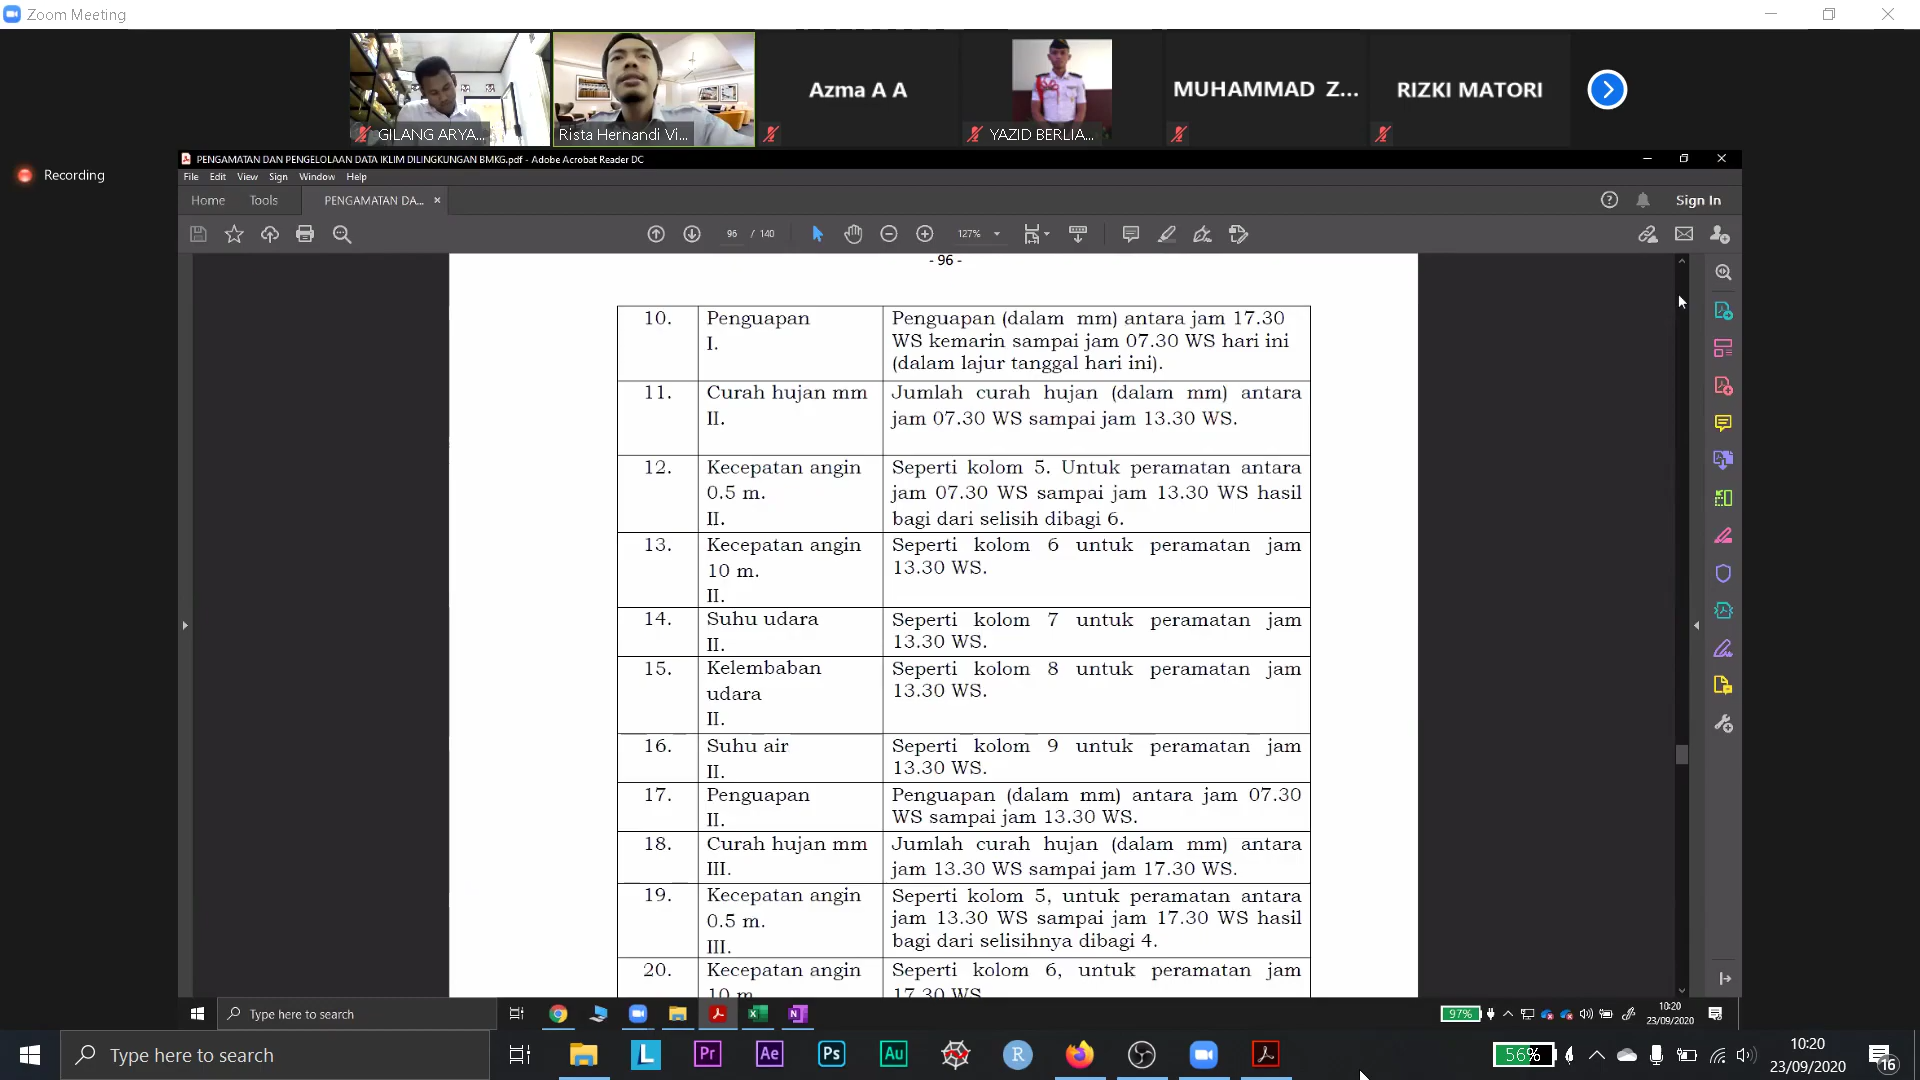 Zoom Meeting
GILANG ARYA...
Rista Hernandi Vi...
Azma A A
YAZID BERLIA...
MUHAMMAD Z...
RIZKI MATORI
Recording
PENGAMATAN DAN PENGELOLAAN DATA IKLIM DILINGKUNGAN BMKG.pdf - Adobe Acrobat Reader DC
File Edit View Sign Window Help
Home Tools PENGAMATAN DA... Sign In
96 / 140 127%
- 96 -
10. Penguapan I. Penguapan (dalam mm) antara jam 17.30
WS kemarin sampai jam 07.30 WS hari ini
(dalam lajur tanggal hari ini).
11. Curah hujan mm II. Jumlah curah hujan (dalam mm) antara
jam 07.30 WS sampai jam 13.30 WS.
12. Kecepatan angin 0.5 m. II. Seperti kolom 5. Untuk peramatan antara
jam 07.30 WS sampai jam 13.30 WS hasil
bagi dari selisih dibagi 6.
13. Kecepatan angin 10 m. II. Seperti kolom 6 untuk peramatan jam
13.30 WS.
14. Suhu udara II. Seperti kolom 7 untuk peramatan jam
13.30 WS.
15. Kelembaban udara II. Seperti kolom 8 untuk peramatan jam
13.30 WS.
16. Suhu air II. Seperti kolom 9 untuk peramatan jam
13.30 WS.
17. Penguapan II. Penguapan (dalam mm) antara jam 07.30
WS sampai jam 13.30 WS.
18. Curah hujan mm III. Jumlah curah hujan (dalam mm) antara
jam 13.30 WS sampai jam 17.30 WS.
19. Kecepatan angin 0.5 m. III. Seperti kolom 5, untuk peramatan antara
jam 13.30 WS sampai jam 17.30 WS hasil
bagi dari selisihnya dibagi 4.
20. Kecepatan angin 10 m Seperti kolom 6, untuk peramatan jam
17.30 WS
Type here to search
97%
10:20
23/09/2020
Type here to search
Pr Ae Ps Au R
56%
10:20
23/09/2020
16